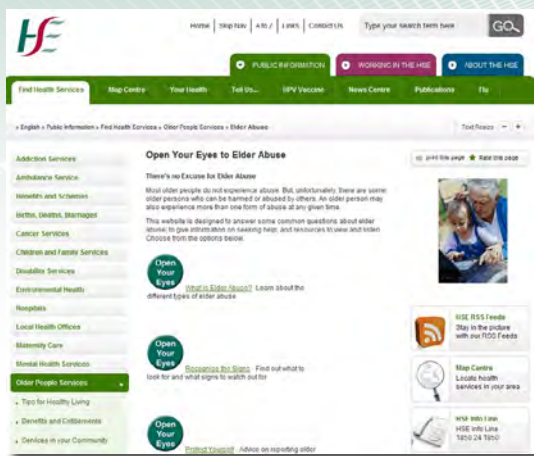 HSE
Home | Skip Nav | A to Z | Links | Contact Us
Type your search term here
GO
PUBLIC INFORMATION
WORKING IN THE HSE
ABOUT THE HSE
Find Health Services
Map Centre
Your Health
Tell Us...
HPV Vaccine
News Centre
Publications
Flu
» English » Public Information » Find Health Services » Older People Services » Elder Abuse
Text Resize - +
Addiction Services
Ambulance Service
Benefits and Schemes
Births, Deaths, Marriages
Cancer Services
Children and Family Services
Disability Services
Environmental Health
Hospitals
Local Health Offices
Maternity Care
Mental Health Services
Older People Services
Tips for Healthy Living
Benefits and Entitlements
Services in your Community
Open Your Eyes to Elder Abuse
There's no Excuse for Elder Abuse
Most older people do not experience abuse. But, unfortunately, there are some
older persons who can be harmed or abused by others. An older person may
also experience more than one form of abuse at any given time.
This website is designed to answer some common questions about elder
abuse; to give information on seeking help; and resources to view and listen.
Choose from the options below.
Open
Your
Eyes
What is Elder Abuse? Learn about the
different types of elder abuse
Open
Your
Eyes
Recognise the Signs - Find out what to
look for and what signs to watch out for
Open
Your
Eyes
Protect Yourself - Advice on reporting elder
Print this page
Rate this page
HSE RSS Feeds
Stay in the picture
with our RSS Feeds
Map Centre
Locate health
services in your area
HSE Info Line
HSE Info Line
1850 24 1850